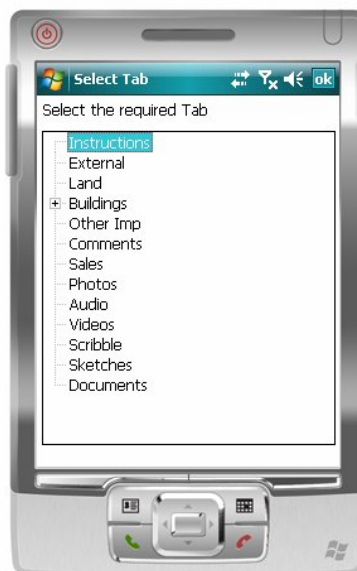 Select Tab
ok
Select the required Tab
Instructions
External
Land
Buildings
Other Imp
Comments
Sales
Photos
Audio
Videos
Scribble
Sketches
Documents